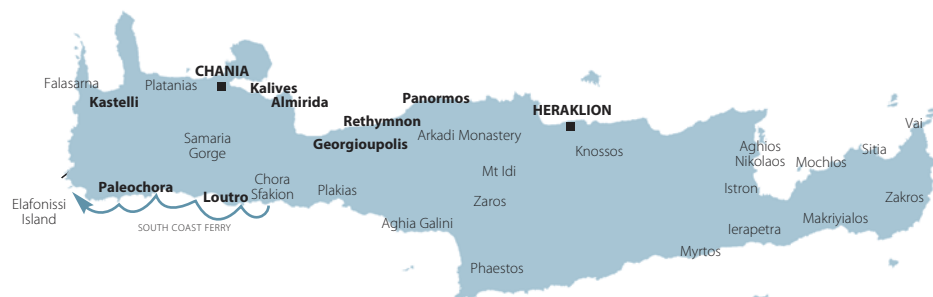 CHANIA
Falasarna
Platanias
Kalives
Kastelli
Almirida
Panormos
HERAKLION
Rethymnon
Vai
Arkadi Monastery
Samaria
Gorge
Georgioupolis
Knossos
Aghios
Nikolaos
Sitia
Mochlos
Mt Idi
Chora
Sfakion
Paleochora
Loutro
Plakias
Istron
Zakros
Elafonissi
Island
Zaros
SOUTH COAST FERRY
Aghia Galini
Makriyialos
Ierapetra
Myrtos
Phaestos